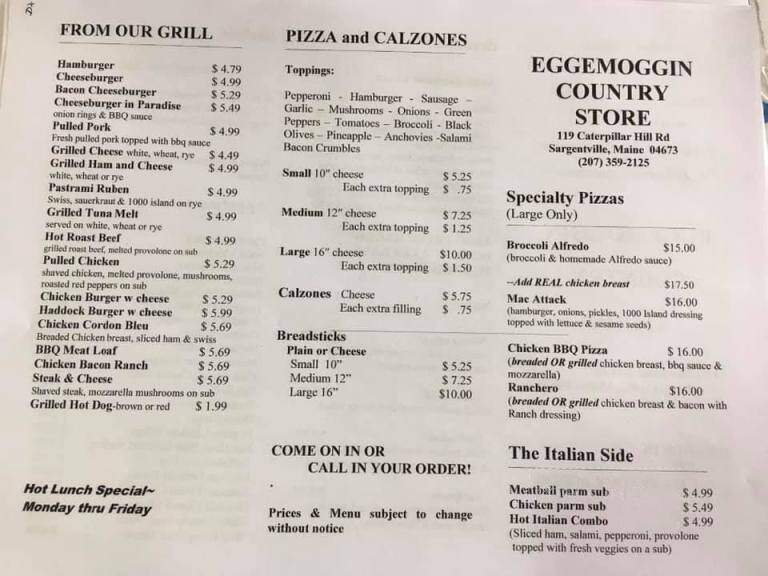 FROM OUR GRILL
Hamburger $ 4.79
Cheeseburger $ 4.99
Bacon Cheeseburger $ 5.29
Cheeseburger in Paradise $ 5.49
onion rings & BBQ sauce
Pulled Pork $ 4.99
Fresh pulled pork topped with bbq sauce
Grilled Cheese white, wheat, rye $ 4.49
Grilled Ham and Cheese $ 4.99
white, wheat or rye
Pastrami Ruben $ 4.99
Swiss, sauerkraut & 1000 island on rye
Grilled Tuna Melt $ 4.99
served on white, wheat or rye
Hot Roast Beef $ 4.99
grilled roast beef, melted provolone on sub
Pulled Chicken $ 5.29
shaved chicken, melted provolone, mushrooms,
roasted red peppers on sub
Chicken Burger w cheese $ 5.29
Haddock Burger w cheese $ 5.99
Chicken Cordon Bleu $ 5.69
Breaded Chicken breast, sliced ham & swiss
BBQ Meat Loaf $ 5.69
Chicken Bacon Ranch $ 5.69
Steak & Cheese $ 5.69
Shaved steak, mozzarella mushrooms on sub
Grilled Hot Dog-brown or red $ 1.99
Hot Lunch Special~
Monday thru Friday
PIZZA and CALZONES
Toppings:
Pepperoni - Hamburger - Sausage –
Garlic – Mushrooms - Onions - Green
Peppers – Tomatoes – Broccoli - Black
Olives – Pineapple – Anchovies -Salami
Bacon Crumbles
Small 10" cheese $ 5.25
Each extra topping $ .75
Medium 12" cheese $ 7.25
Each extra topping $ 1.25
Large 16" cheese $10.00
Each extra topping $ 1.50
Calzones Cheese $ 5.75
Each extra filling $ .75
Breadsticks
Plain or Cheese
Small 10" $ 5.25
Medium 12" $ 7.25
Large 16" $10.00
COME ON IN OR
CALL IN YOUR ORDER!
Prices & Menu subject to change
without notice
EGGEMOGGIN
COUNTRY
STORE
119 Caterpillar Hill Rd
Sargentville, Maine 04673
(207) 359-2125
Specialty Pizzas
(Large Only)
Broccoli Alfredo $15.00
(broccoli & homemade Alfredo sauce)
--Add REAL chicken breast $17.50
Mac Attack $16.00
(hamburger, onions, pickles, 1000 Island dressing
topped with lettuce & sesame seeds)
Chicken BBQ Pizza $ 16.00
(breaded OR grilled chicken breast, bbq sauce &
mozzarella)
Ranchero $16.00
(breaded OR grilled chicken breast & bacon with
Ranch dressing)
The Italian Side
Meatball parm sub $ 4.99
Chicken parm sub $ 5.49
Hot Italian Combo $ 4.99
(Sliced ham, salami, pepperoni, provolone
topped with fresh veggies on a sub)